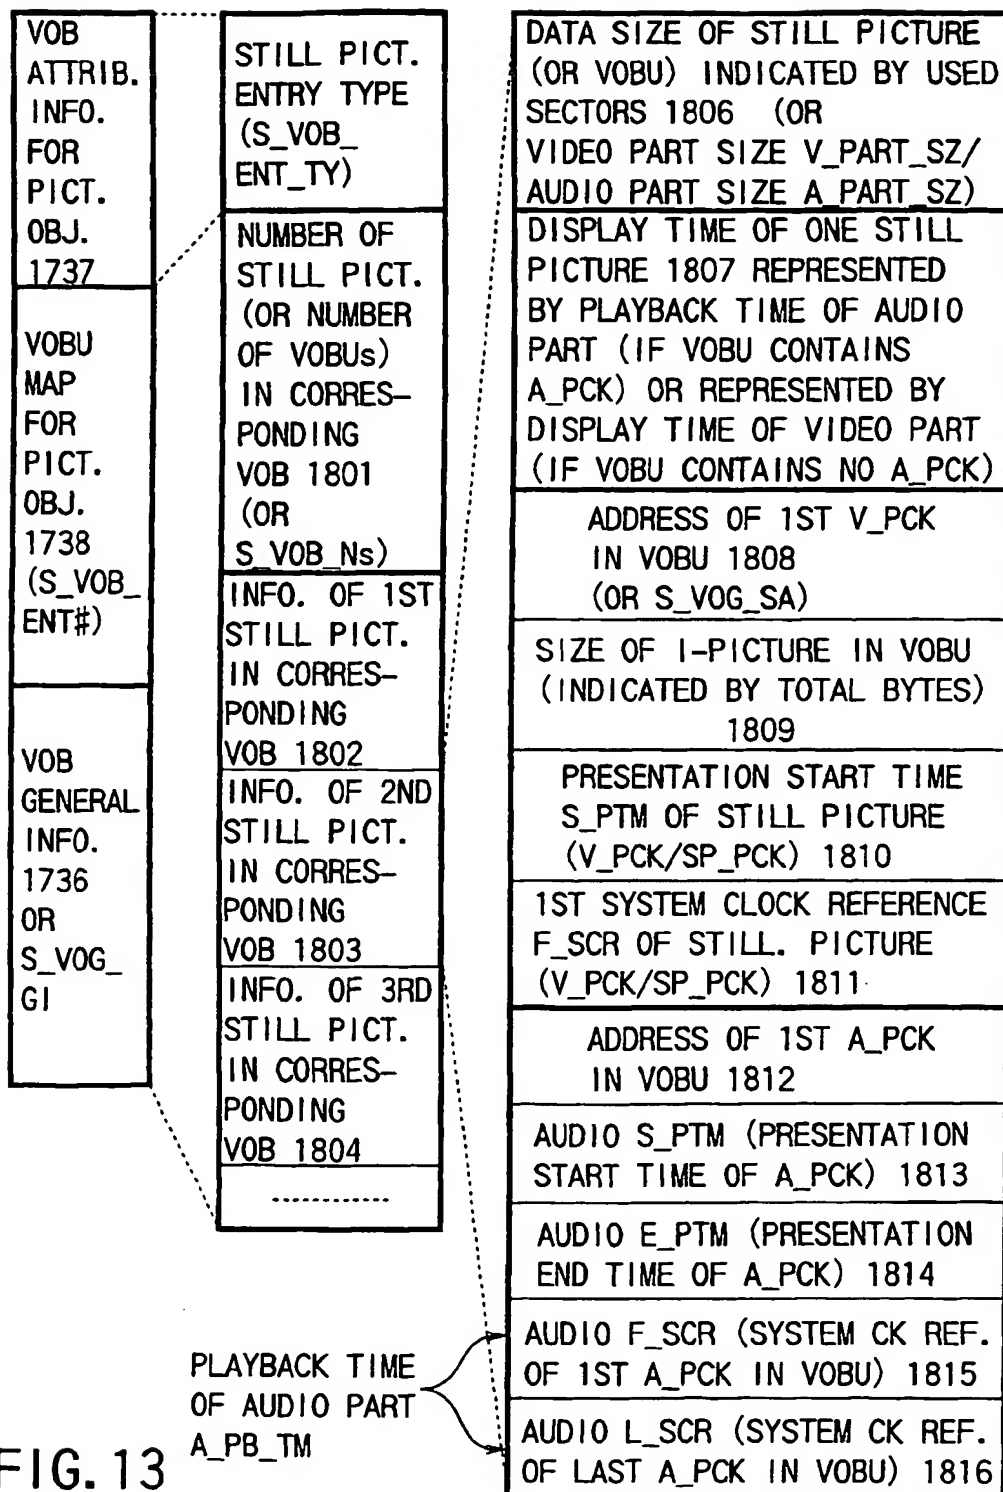 VOB
ATTRIB.
INFO.
FOR
PICT.
OBJ.
1737
VOBU
MAP
FOR
PICT.
OBJ.
1738
(S_VOB_
ENT#)
VOB
GENERAL
INFO.
1736
OR
S_VOG_
GI
STILL PICT.
ENTRY TYPE
(S_VOB_
ENT_TY)
NUMBER OF
STILL PICT.
(OR NUMBER
OF VOBUs)
IN CORRES-
PONDING
VOB 1801
(OR
S_VOB_Ns)
INFO. OF 1ST
STILL PICT.
IN CORRES-
PONDING
VOB 1802
INFO. OF 2ND
STILL PICT.
IN CORRES-
PONDING
VOB 1803
INFO. OF 3RD
STILL PICT.
IN CORRES-
PONDING
VOB 1804
-----------
DATA SIZE OF STILL PICTURE
(OR VOBU) INDICATED BY USED
SECTORS 1806 (OR
VIDEO PART SIZE V_PART_SZ/
AUDIO PART SIZE A_PART_SZ)
DISPLAY TIME OF ONE STILL
PICTURE 1807 REPRESENTED
BY PLAYBACK TIME OF AUDIO
PART (IF VOBU CONTAINS
A_PCK) OR REPRESENTED BY
DISPLAY TIME OF VIDEO PART
(IF VOBU CONTAINS NO A_PCK)
ADDRESS OF 1ST V_PCK
IN VOBU 1808
(OR S_VOG_SA)
SIZE OF I-PICTURE IN VOBU
(INDICATED BY TOTAL BYTES)
1809
PRESENTATION START TIME
S_PTM OF STILL PICTURE
(V_PCK/SP_PCK) 1810
1ST SYSTEM CLOCK REFERENCE
F_SCR OF STILL. PICTURE
(V_PCK/SP_PCK) 1811
ADDRESS OF 1ST A_PCK
IN VOBU 1812
AUDIO S_PTM (PRESENTATION
START TIME OF A_PCK) 1813
AUDIO E_PTM (PRESENTATION
END TIME OF A_PCK) 1814
AUDIO F_SCR (SYSTEM CK REF.
OF 1ST A_PCK IN VOBU) 1815
AUDIO L_SCR (SYSTEM CK REF.
OF LAST A_PCK IN VOBU) 1816
PLAYBACK TIME
OF AUDIO PART
A_PB_TM
FIG. 13